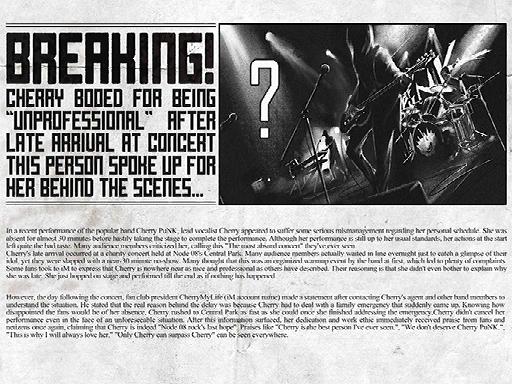 BREAKING!
CHERRY BOOED FOR BEING
"UNPROFESSIONAL" AFTER
LATE ARRIVAL AT CONCERT
THIS PERSON SPOKE UP FOR
HER BEHIND THE SCENES...
?
In a recent performance of the popular band Cherry PuNK, lead vocalist Cherry appeared to suffer some serious mismanagement regarding her personal schedule. She was
absent for almost 30 minutes before hastily taking the stage to complete the performance. Although her performance is still up to her usual standards, her actions at the start
left quite the bad taste. Many audience members criticized her, calling this "The most absurd concert" they've ever seen.
Cherry's late arrival occurred at a charity concert held at Node 08's Central Park. Many audience members actually waited in line overnight just to catch a glimpse of their
idol, yet they were slapped with a near-30 minute no-show. Many thought that this was an organized warmup event by the band at first, which led to plenty of complaints.
Some fans took to iM to express that Cherry is nowhere near as nice and professional as others have described. Their reasoning is that she didn't even bother to explain why
she was late. She just hopped on stage and performed till the end as if nothing has happened
However, the day following the concert, fan club president CherryMyLife (iM account name) made a statement after contacting Cherry's agent and other band members to
understand the situation. He stated that the real reason behind the delay was because Cherry had to deal with a family emergency that suddenly came up. Knowing how
disappointed the fans would be of her absence, Cherry rushed to Central Park as fast as she could once she finished addressing the emergency. Cherry didn't cancel her
performance even in the face of an unforeseeable situation. After this information surfaced, her dedication and work ethic immediately received praise from fans and
netizens once again, claiming that Cherry is indeed "Node 08 rock's last hope". Praises like "Cherry is the best person I've ever seen.", "We don't deserve Cherry PuNK.",
"This is why I will always love her," "Only Cherry can surpass Cherry" can be seen everywhere.